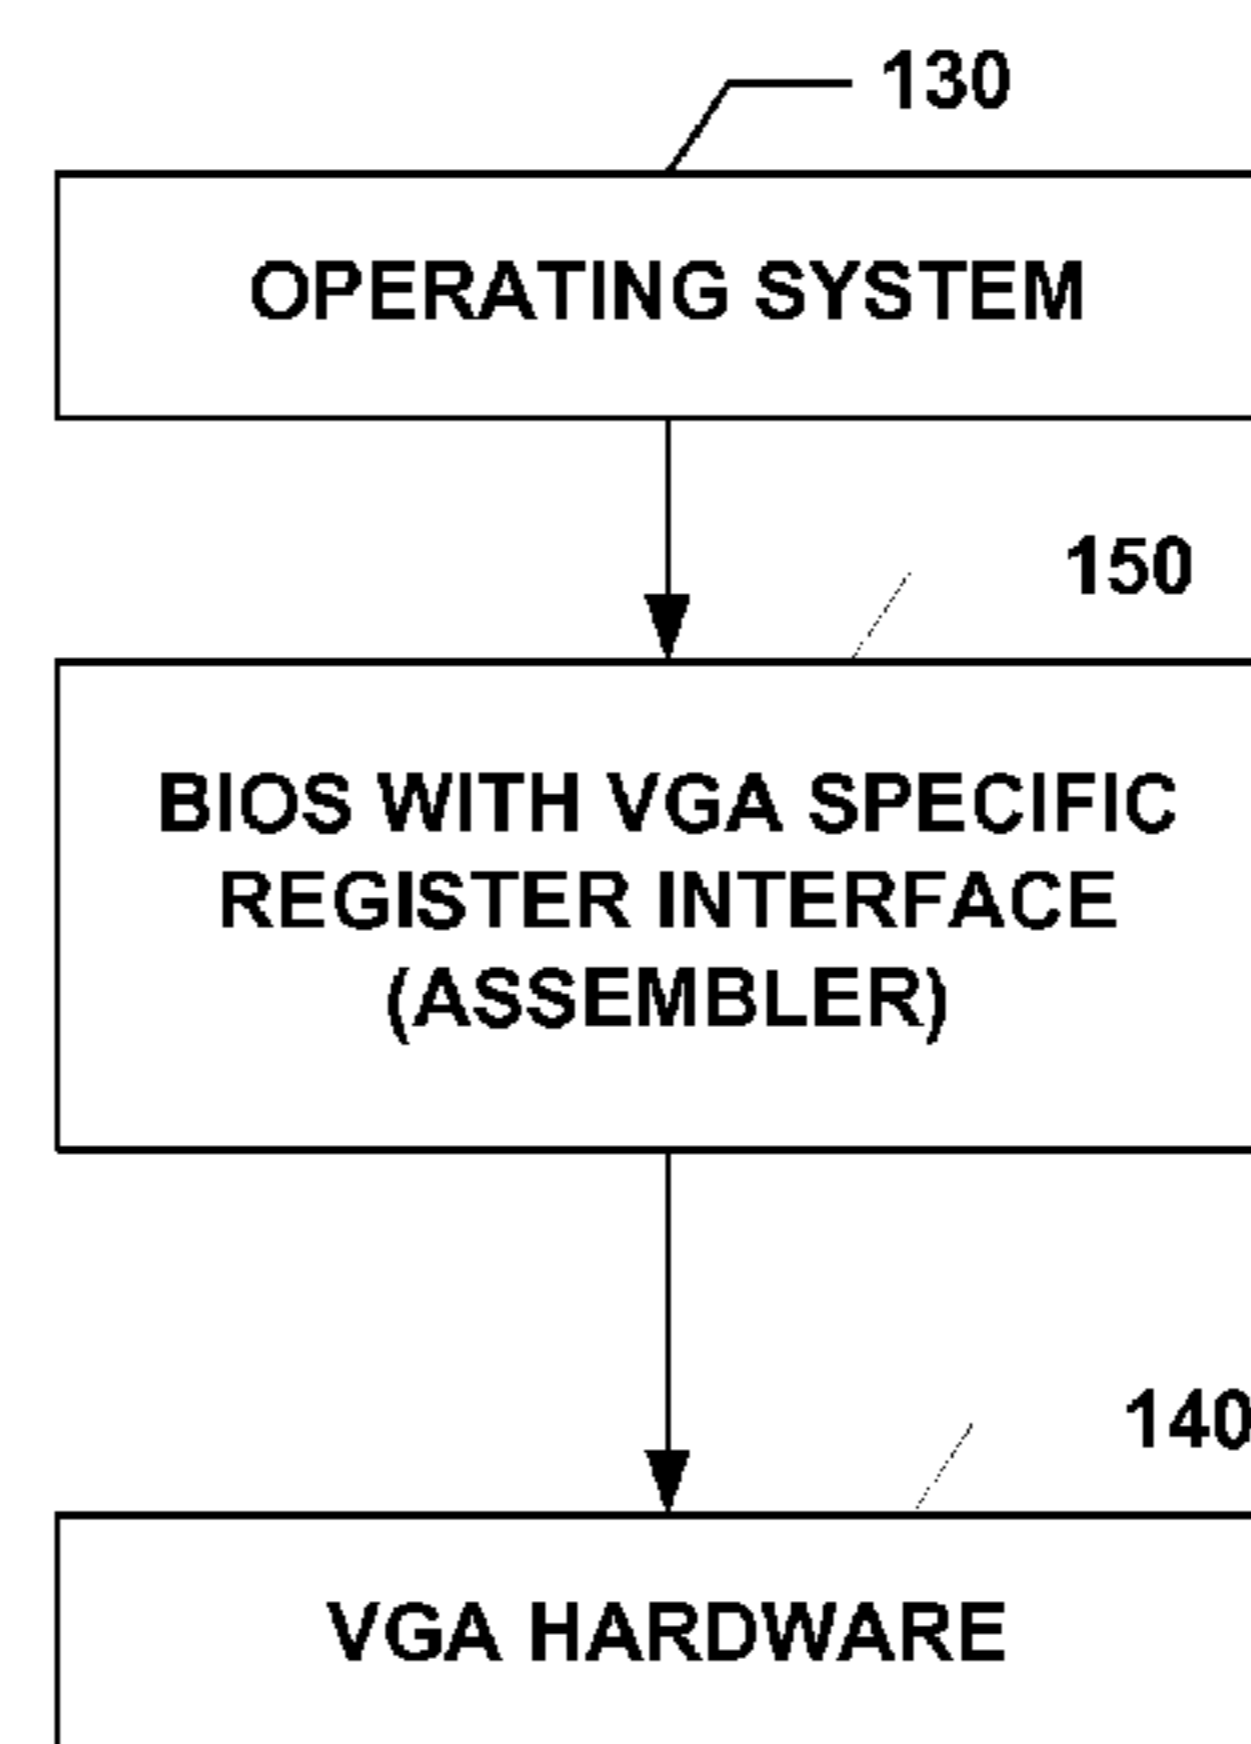 130
OPERATING SYSTEM
150
BIOS WITH VGA SPECIFIC
REGISTER INTERFACE
(ASSEMBLER)
140
VGA HARDWARE